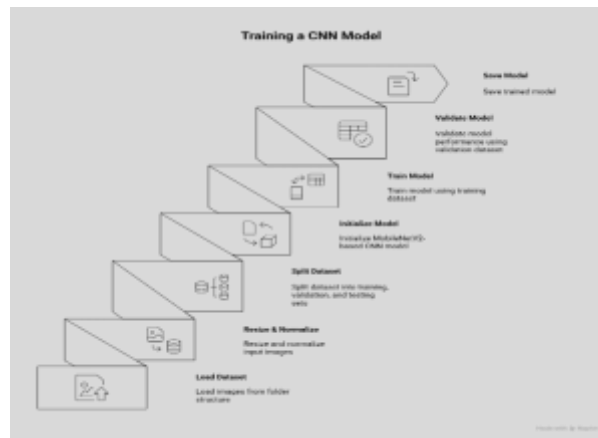 Training a CNN Model
Save Model
Save trained model
Validate Model
Validate model
performance using
validation dataset
Train Model
Train model using training
dataset
Initialize Model
Initialize MobileNetV2-
based CNN model
Split Dataset
Split dataset into training,
validation, and testing
sets
Resize & Normalize
Resize and normalize
input images
Load Dataset
Load images from folder
structure
Made with